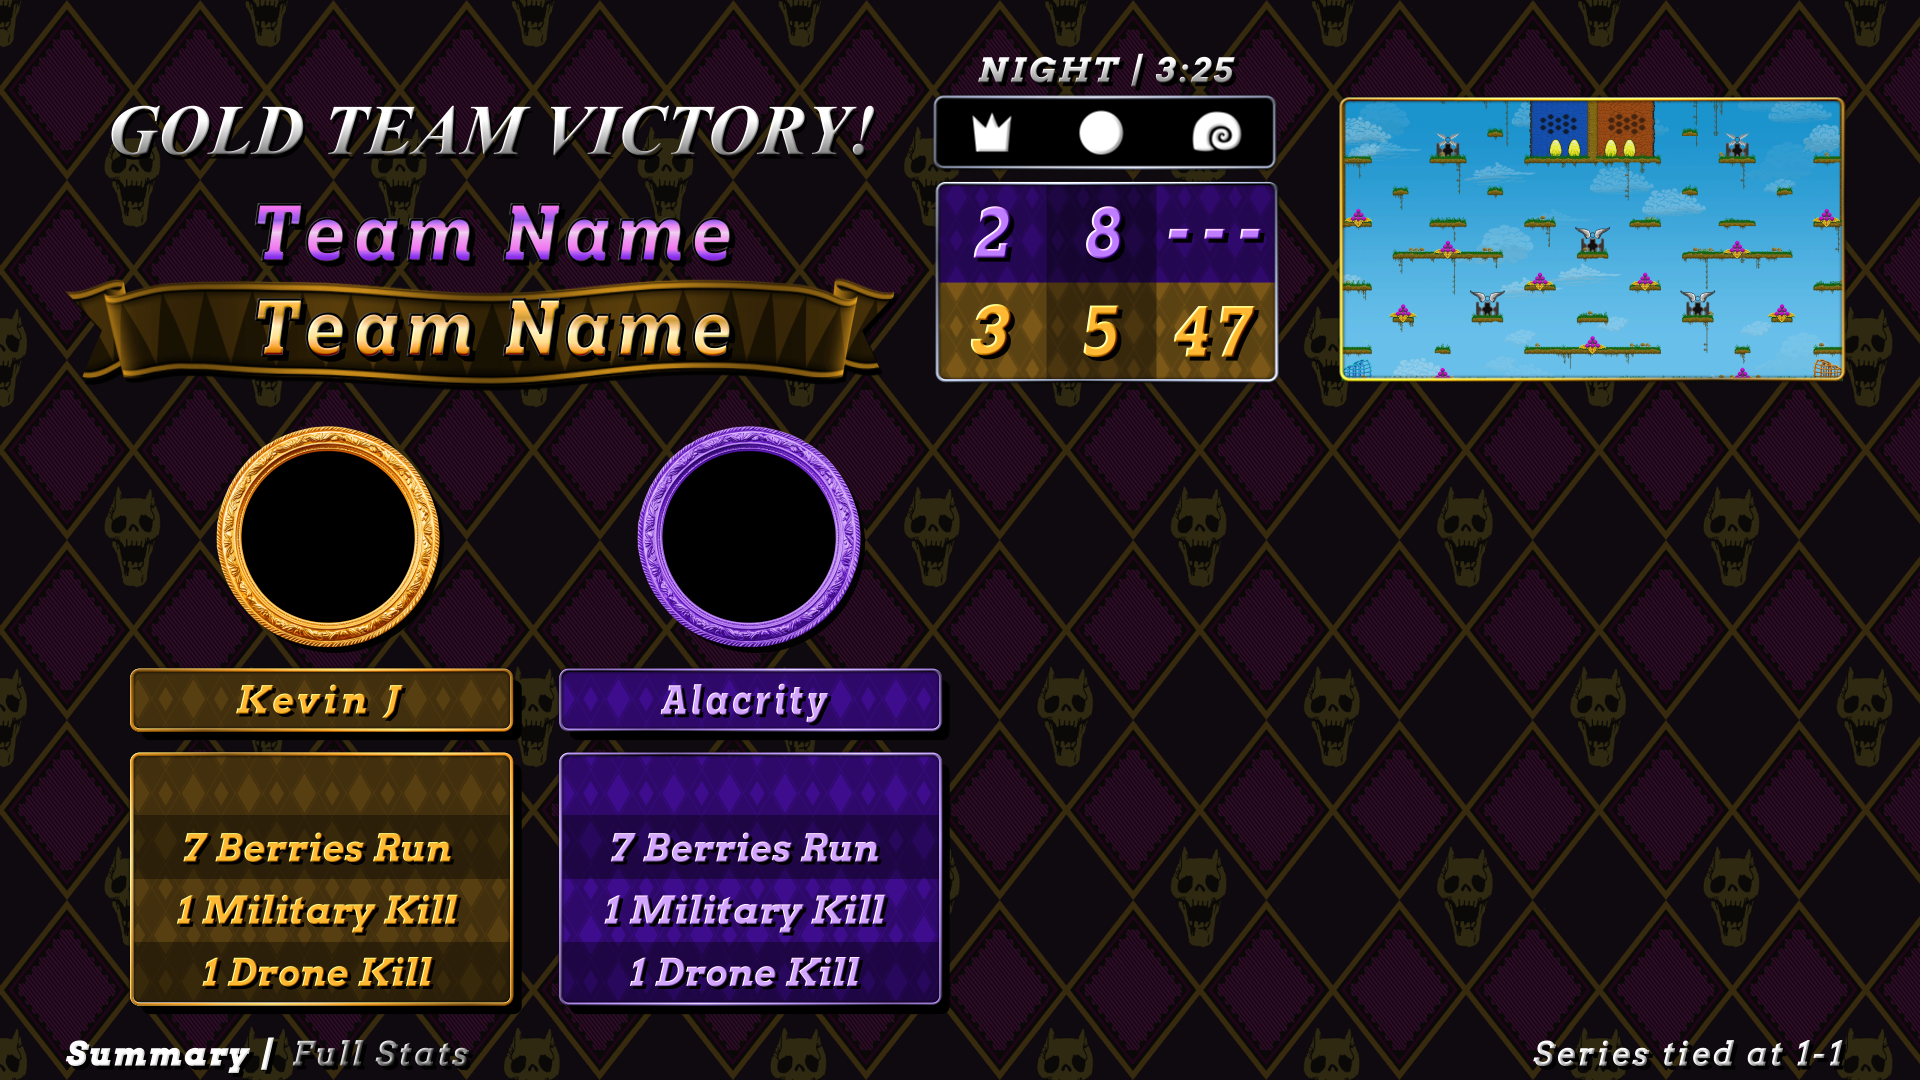 NIGHT | 3:25
GOLD TEAM VICTORY!
Team Name
2 8 ---
Team Name
3 5 47
Kevin J
Alacrity
7 Berries Run
1 Military Kill
1 Drone Kill
7 Berries Run
1 Military Kill
1 Drone Kill
Summary | Full Stats
Series tied at 1-1